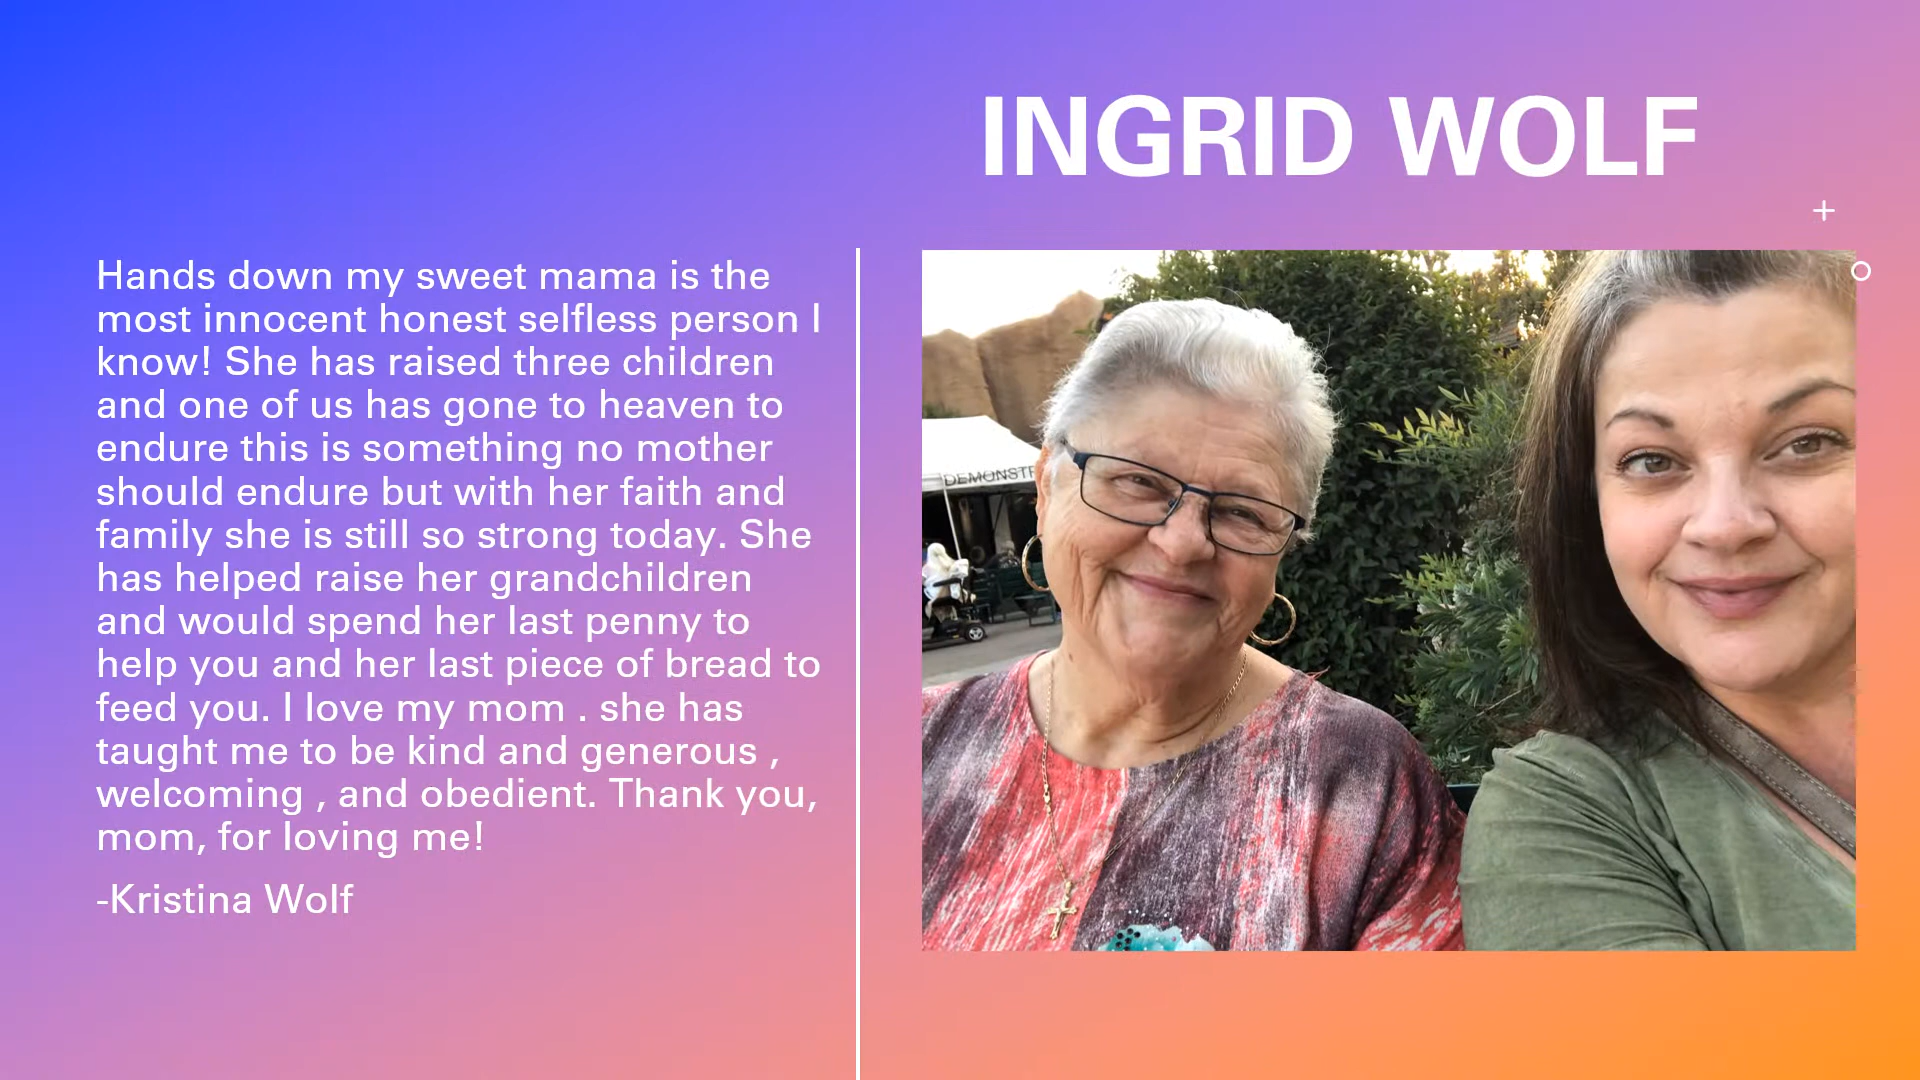 INGRID WOLF
Hands down my sweet mama is the
most innocent honest selfless person I
know! She has raised three children
and one of us has gone to heaven to
endure this is something no mother
should endure but with her faith and
family she is still so strong today. She
has helped raise her grandchildren
and would spend her last penny to
help you and her last piece of bread to
feed you. I love my mom . she has
taught me to be kind and generous ,
welcoming , and obedient. Thank you,
mom, for loving me!
-Kristina Wolf
DEMONSTR